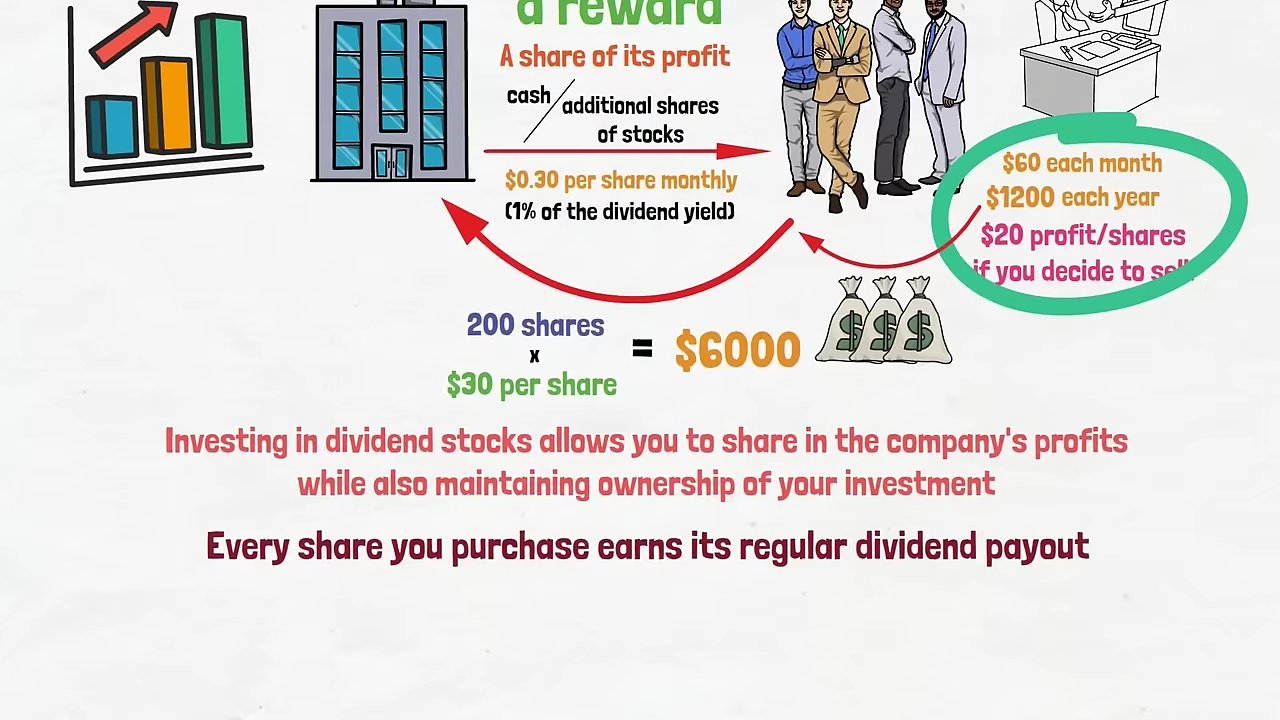 a reward
A share of its profit
cash / additional shares
of stocks
$0.30 per share monthly
(1% of the dividend yield)
$60 each month
$1200 each year
$20 profit/shares
if you decide to sell
200 shares
x
$30 per share
= $6000
$ $ $
Investing in dividend stocks allows you to share in the company's profits
while also maintaining ownership of your investment
Every share you purchase earns its regular dividend payout